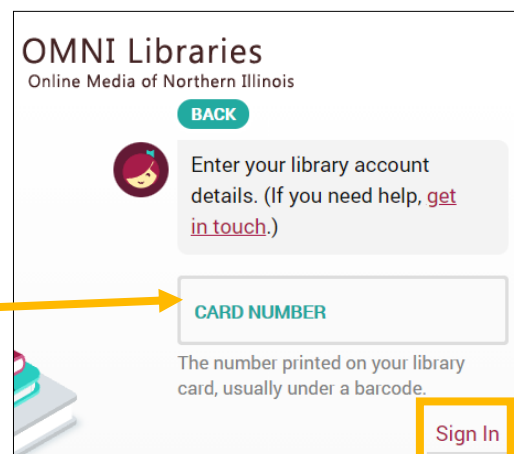 OMNI Libraries
Online Media of Northern Illinois
BACK
Enter your library account
details. (If you need help, get
in touch.)
CARD NUMBER
The number printed on your library
card, usually under a barcode.
Sign In